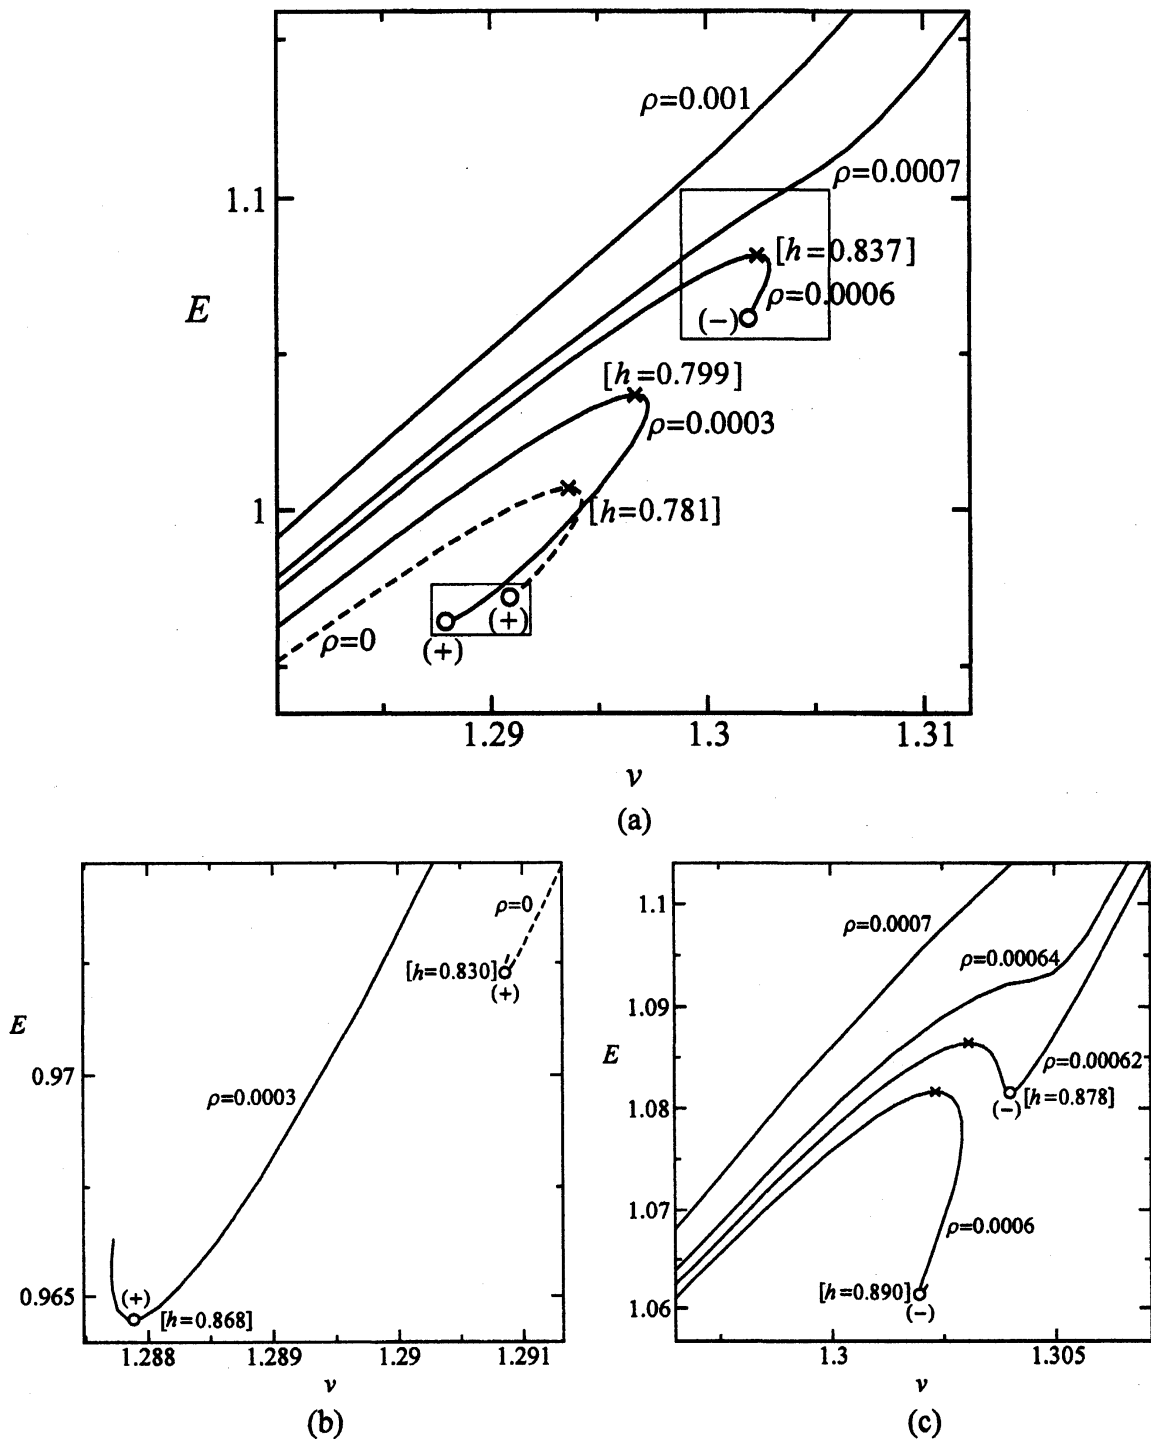 ρ=0.001
ρ=0.0007
1.1
[h=0.837]
E
ρ=0.0006
(−)
[h=0.799]
ρ=0.0003
1
[h=0.781]
(+)
ρ=0
(+)
1.29
1.3
1.31
v
(a)
ρ=0
[h=0.830]
(+)
E
0.97
ρ=0.0003
(+)
0.965
[h=0.868]
1.288
1.289
1.29
1.291
v
(b)
1.1
ρ=0.0007
ρ=0.00064
1.09
E
ρ=0.00062
1.08
(−)
[h=0.878]
1.07
ρ=0.0006
[h=0.890]
1.06
(−)
1.3
1.305
v
(c)